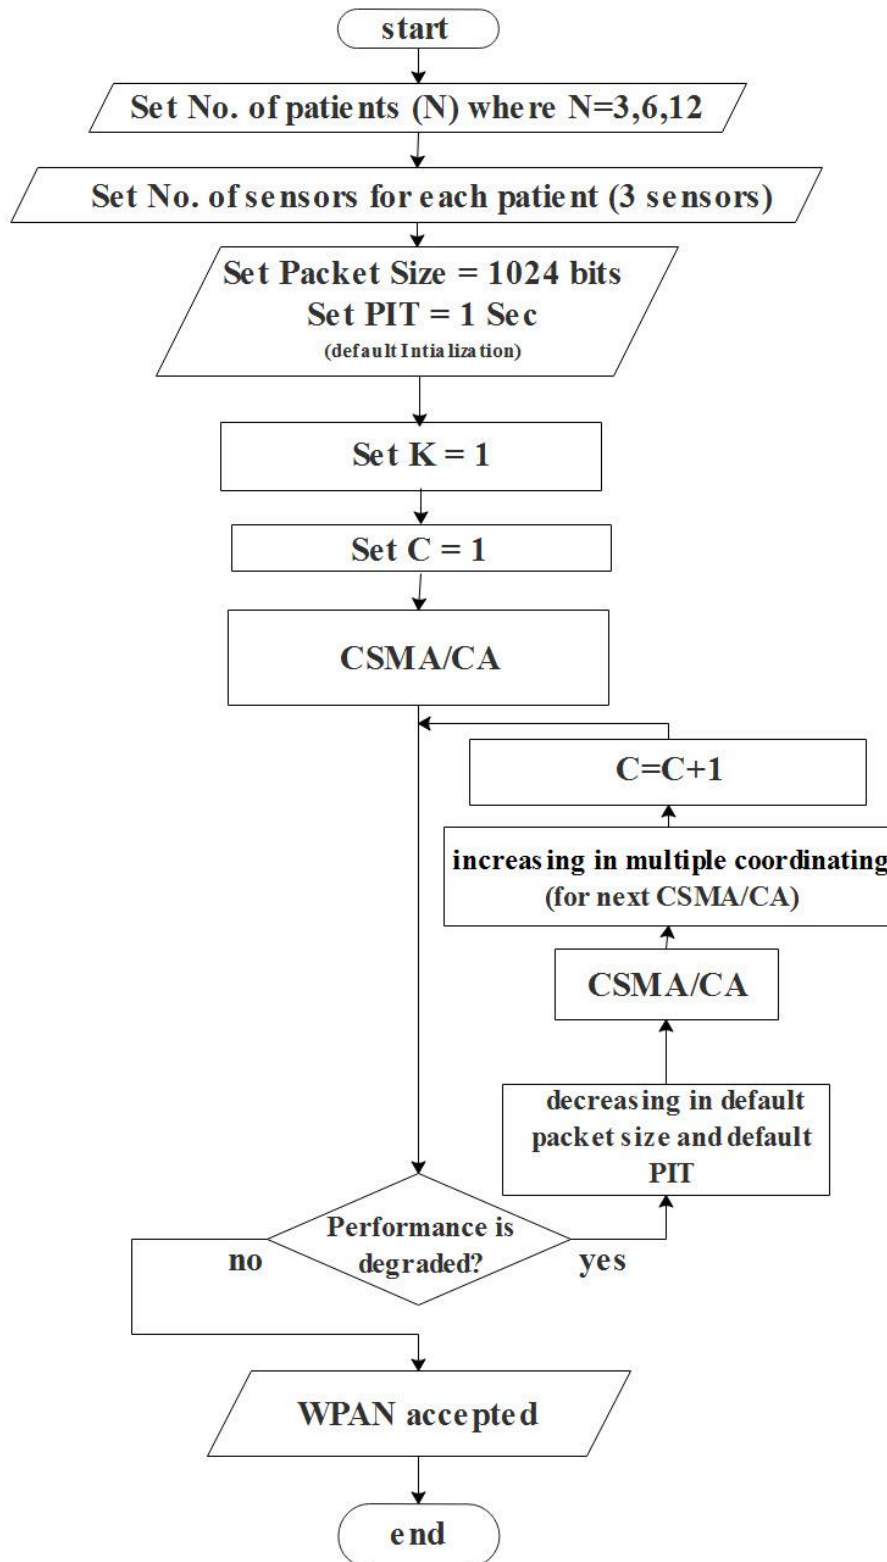 start
Set No. of patients (N) where N=3,6,12
Set No. of sensors for each patient (3 sensors)
Set Packet Size = 1024 bits
Set PIT = 1 Sec
(default Intialization)
Set K = 1
Set C = 1
CSMA/CA
C=C+1
increasing in multiple coordinating
(for next CSMA/CA)
CSMA/CA
decreasing in default
packet size and default
PIT
Performance is
degraded?
no
yes
WPAN accepted
end